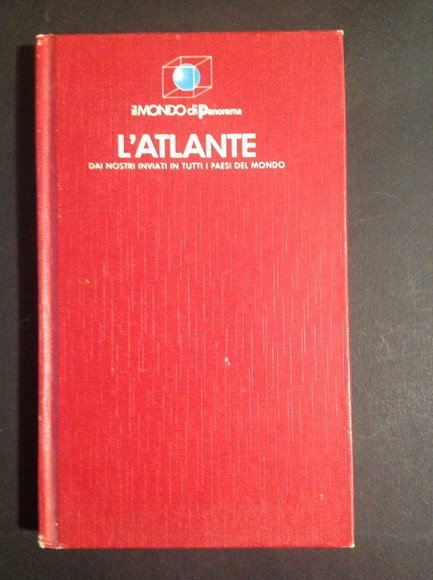 il MONDO di Panorama
L'ATLANTE
DAI NOSTRI INVIATI IN TUTTI I PAESI DEL MONDO